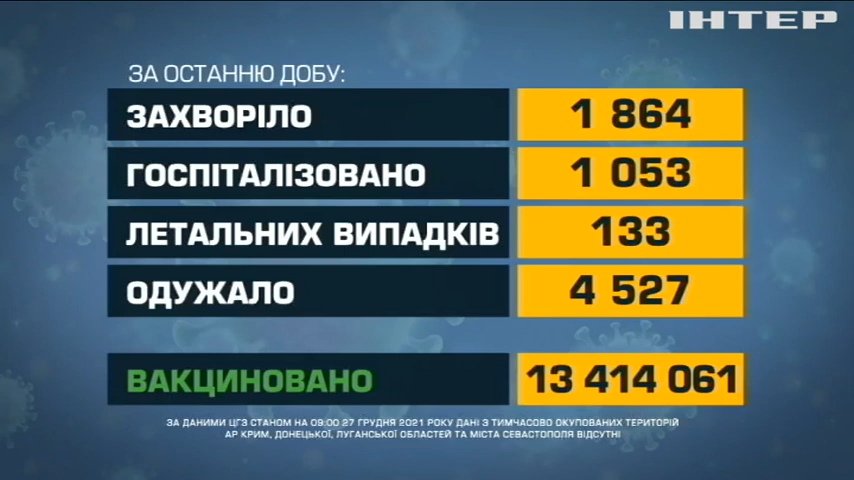 ІНТЕР
ЗА ОСТАННЮ ДОБУ:
ЗАХВОРІЛО 1 864
ГОСПІТАЛІЗОВАНО 1 053
ЛЕТАЛЬНИХ ВИПАДКІВ 133
ОДУЖАЛО 4 527
ВАКЦИНОВАНО 13 414 061
ЗА ДАНИМИ ЦГЗ СТАНОМ НА 09:00 27 ГРУДНЯ 2021 РОКУ ДАНІ З ТИМЧАСОВО ОКУПОВАНИХ ТЕРИТОРІЙ
АР КРИМ, ДОНЕЦЬКОЇ, ЛУГАНСЬКОЇ ОБЛАСТЕЙ ТА МІСТА СЕВАСТОПОЛЯ ВІДСУТНІ